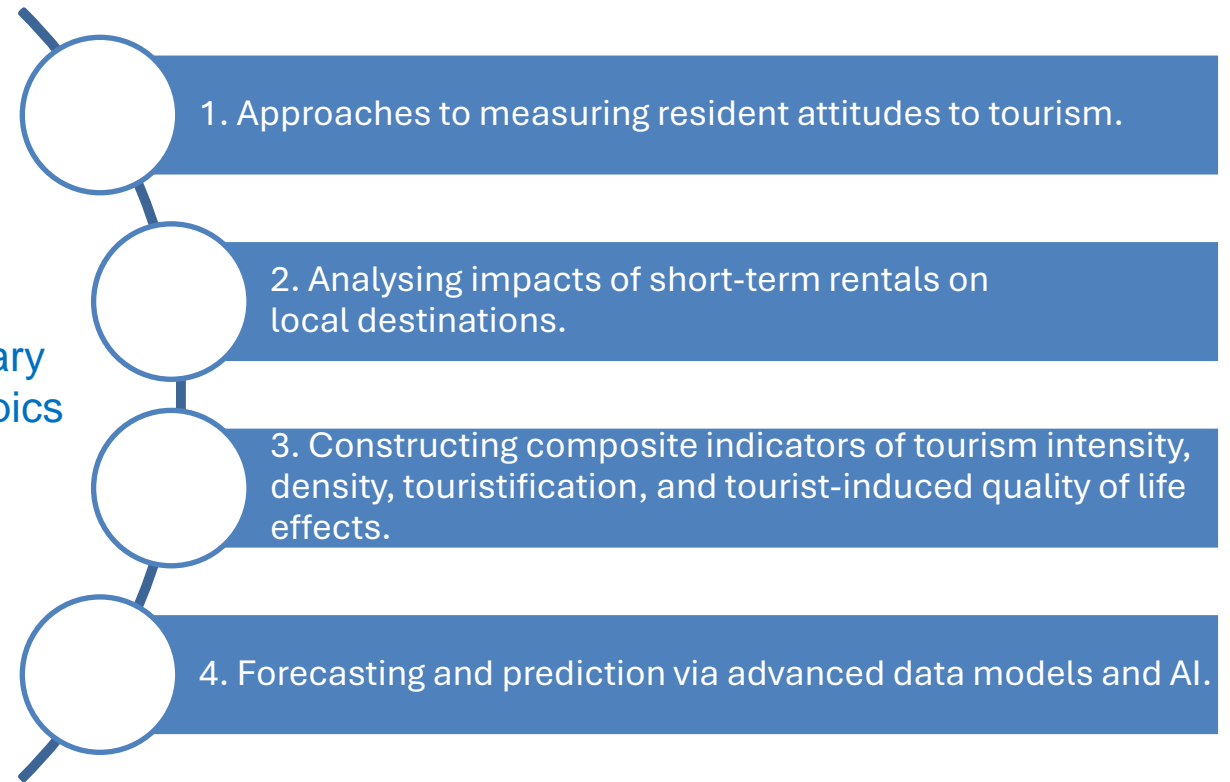 1. Approaches to measuring resident attitudes to tourism.
2. Analysing impacts of short-term rentals on
local destinations.
ary
pics
3. Constructing composite indicators of tourism intensity,
density, touristification, and tourist-induced quality of life
effects.
4. Forecasting and prediction via advanced data models and AI.